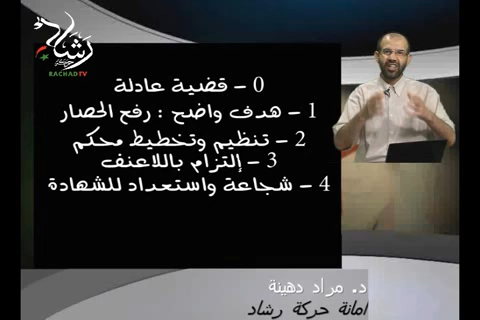 رشاد
RACHAD TV
0 - قضية عادلة
1 - هدف واضح : رفع الحصار
2 - تنظيم وتخطيط محكم
3 - إلتزام باللاعنف
4 - شجاعة واستعداد للشهادة
د. مراد دهينة
امانة حركة رشاد